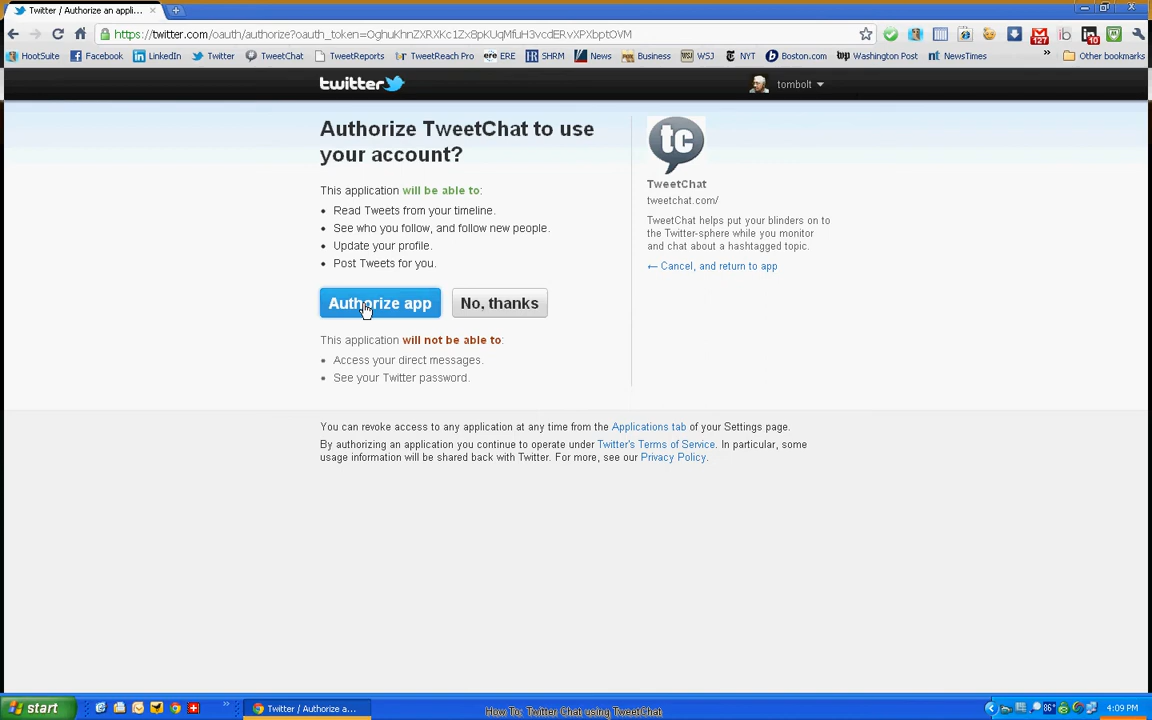 Twitter / Authorize an appli...
https://twitter.com/oauth/authorize?oauth_token=OghuKhnZXRXKc1Zx8pKUqMfuH3vcdERvXPXbptOVM
HootSuite Facebook LinkedIn Twitter TweetChat TweetReports TweetReach Pro ERE SHRM News Business WSJ NYT Boston.com Washington Post NewsTimes » Other bookmarks
twitter
tombolt
Authorize TweetChat to use
your account?
This application will be able to:
• Read Tweets from your timeline.
• See who you follow, and follow new people.
• Update your profile.
• Post Tweets for you.
Authorize app No, thanks
This application will not be able to:
• Access your direct messages.
• See your Twitter password.
tc
TweetChat
tweetchat.com/
TweetChat helps put your blinders on to
the Twitter-sphere while you monitor
and chat about a hashtagged topic.
← Cancel, and return to app
You can revoke access to any application at any time from the Applications tab of your Settings page.
By authorizing an application you continue to operate under Twitter's Terms of Service. In particular, some
usage information will be shared back with Twitter. For more, see our Privacy Policy.
start
Twitter / Authorize a...
How To: Twitter Chat using TweetChat
86°
4:09 PM